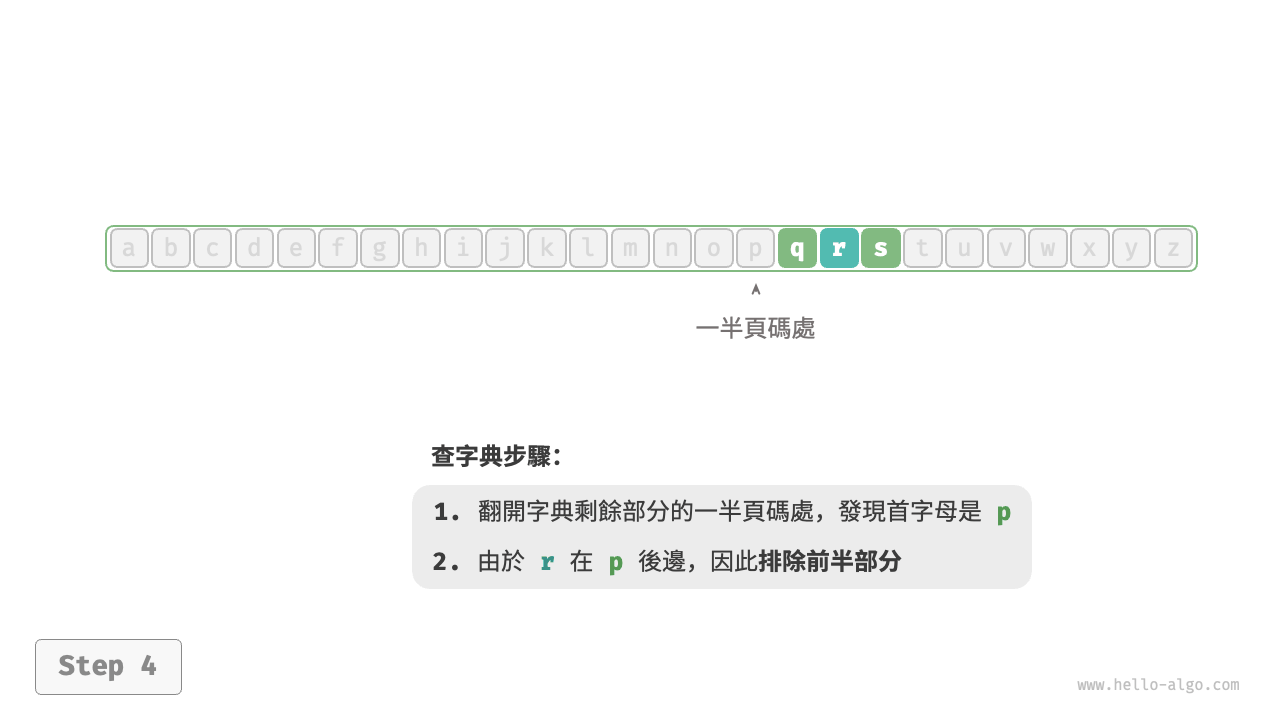 a b c d e f g h i j k l m n o p q r s t u v w x y z
一半頁碼處
查字典步驟：
1. 翻開字典剩餘部分的一半頁碼處，發現首字母是 p
2. 由於 r 在 p 後邊，因此排除前半部分
Step 4
www.hello-algo.com